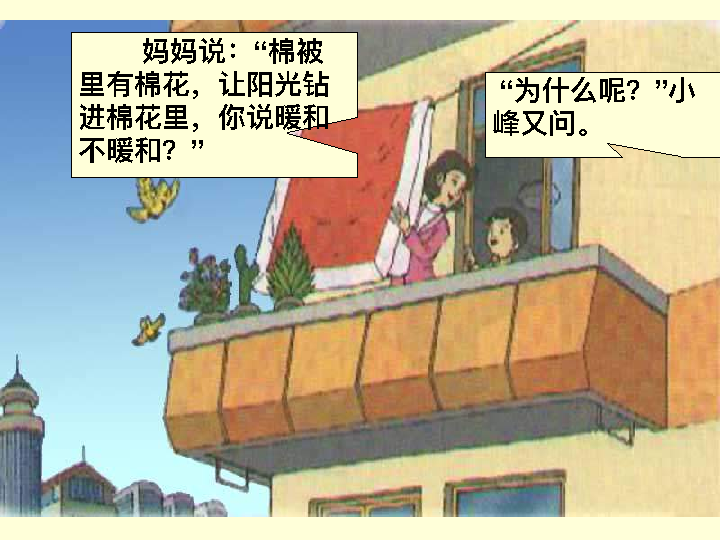 妈妈说：“棉被
里有棉花，让阳光钻
进棉花里，你说暖和
不暖和？”
“为什么呢？”小
峰又问。